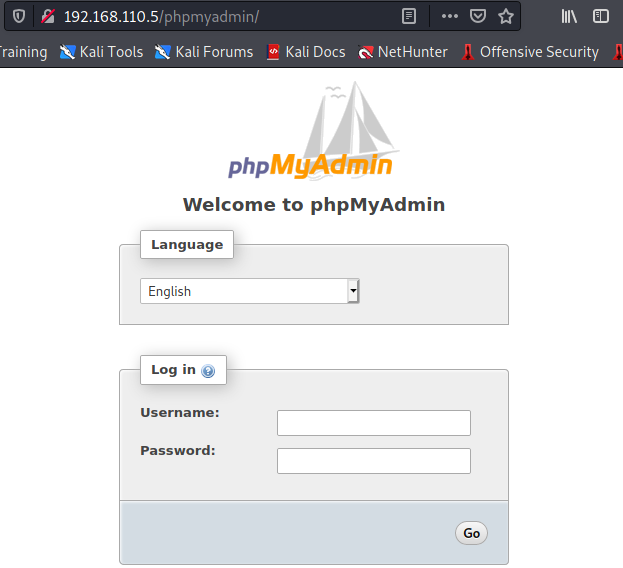 192.168.110.5/phpmyadmin/
raining Kali Tools Kali Forums Kali Docs NetHunter Offensive Security
phpMyAdmin
Welcome to phpMyAdmin
Language
English
Log in
Username:
Password:
Go